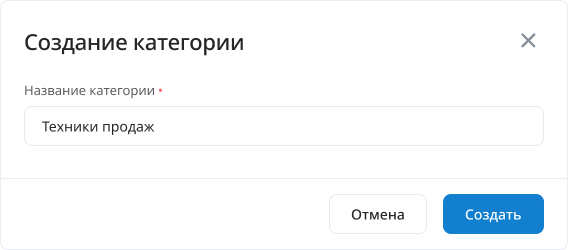 Создание категории
Название категории •
Техники продаж
Отмена
Создать